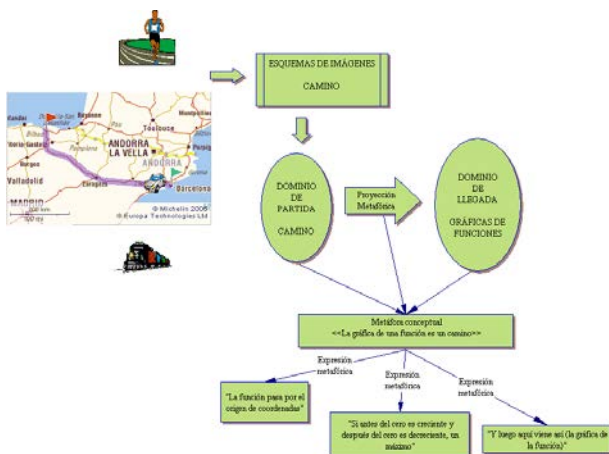 ESQUEMAS DE IMÁGENES
CAMINO
Bayonne
Toulouse
Bilbao
Pamplona
ANDORRA
LA VELLA
ANDORRA
Burgos
Valladolid
Zaragoza
Barcelona
MADRID
© Michelin 2008
© Europa Technologies Ltd
DOMINIO
DE
PARTIDA
CAMINO
Proyección
Metafórica
DOMINIO
DE
LLEGADA
GRÁFICAS DE
FUNCIONES
Metáfora conceptual
<<La gráfica de una función es un camino>>
Expresión
metafórica
Expresión
metafórica
Expresión
metafórica
"La función pasa por el
origen de coordenadas"
"Si antes del cero es creciente y
después del cero es decreciente, un
máximo"
"Y luego aquí viene así (la gráfica de
la función)"